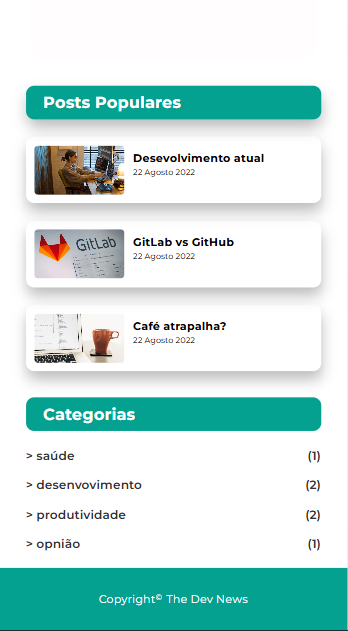 Posts Populares
Desevolvimento atual
22 Agosto 2022
GitLab
GitLab vs GitHub
22 Agosto 2022
Café atrapalha?
22 Agosto 2022
Categorias
> saúde (1)
> desenvovimento (2)
> produtividade (2)
> opnião (1)
Copyright© The Dev News